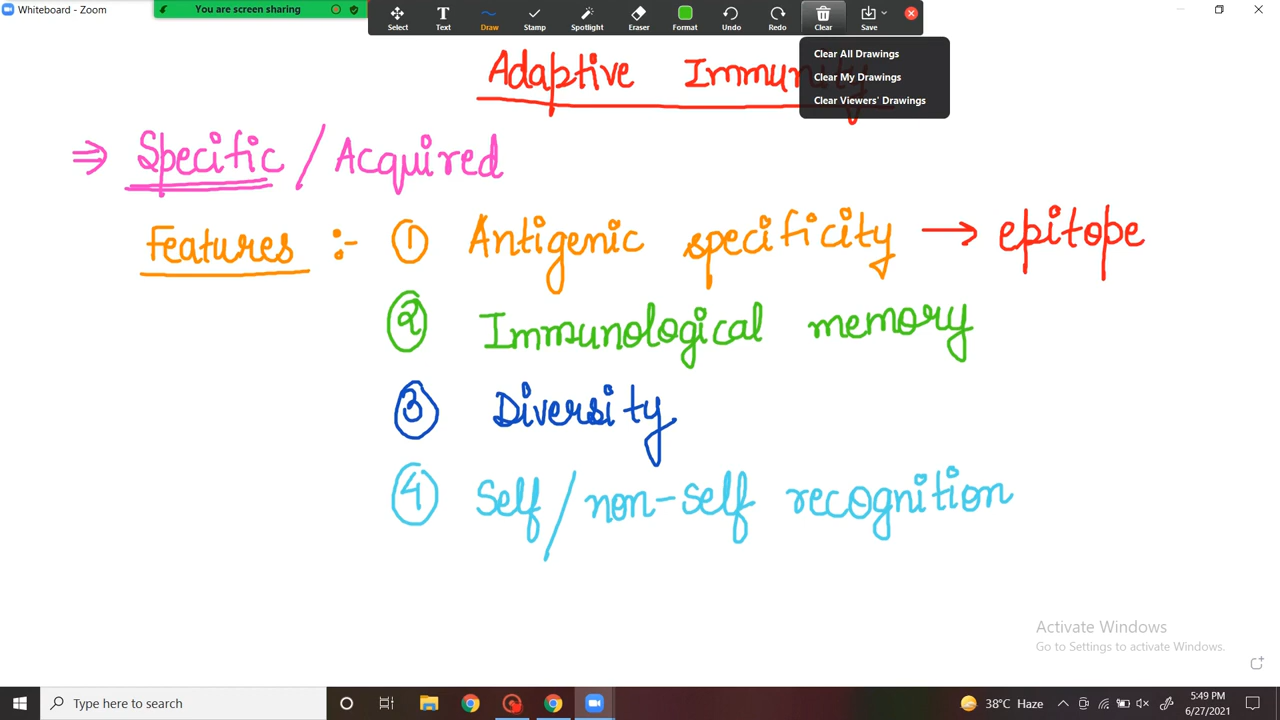 Whiteboard - Zoom
You are screen sharing
Select Text Draw Stamp Spotlight Eraser Format Undo Redo Clear Save
Clear All Drawings
Clear My Drawings
Clear Viewers' Drawings
Adaptive Immunity
⇒ Specific / Acquired
Features :- ① Antigenic specificity → epitope
② Immunological memory
③ Diversity
④ Self/non-self recognition
Activate Windows
Go to Settings to activate Windows.
Type here to search
38°C Haze
5:49 PM
6/27/2021